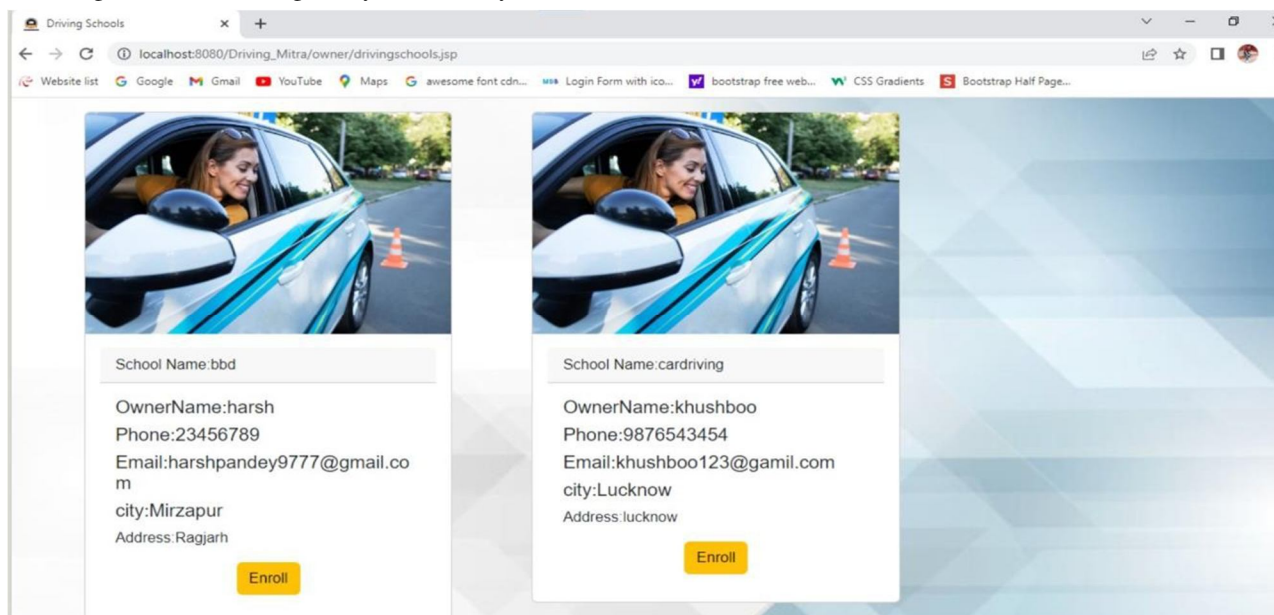 Driving Schools
localhost:8080/Driving_Mitra/owner/drivingschools.jsp
Website list Google Gmail YouTube Maps awesome font cdn... Login Form with ico... bootstrap free web... CSS Gradients Bootstrap Half Page...
School Name:bbd
OwnerName:harsh
Phone:23456789
Email:harshpandey9777@gmail.co
m
city:Mirzapur
Address:Ragjarh
Enroll
School Name:cardriving
OwnerName:khushboo
Phone:9876543454
Email:khushboo123@gamil.com
city:Lucknow
Address:lucknow
Enroll